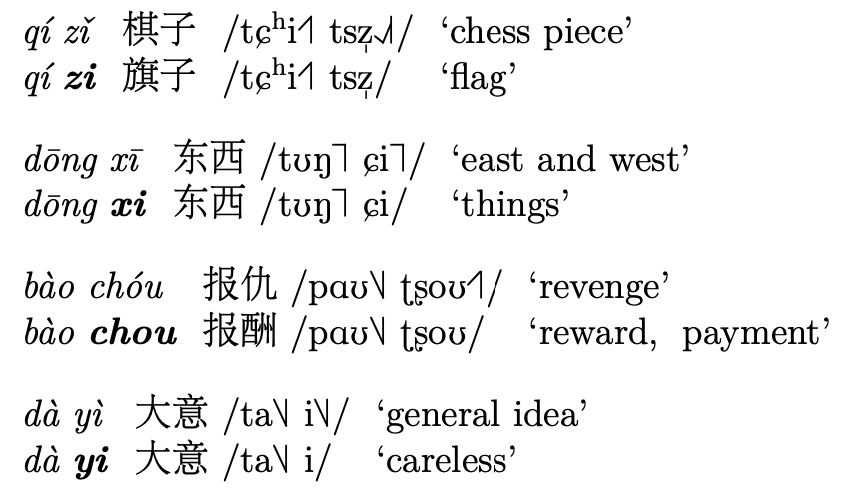 qí zǐ 棋子 /tɕʰi˧˥ tsz̩˨˩˦/ ‘chess piece’
qí zi 旗子 /tɕʰi˧˥ tsz̩/ ‘flag’
dōng xī 东西 /tʊŋ˥ ɕi˥/ ‘east and west’
dōng xi 东西 /tʊŋ˥ ɕi/ ‘things’
bào chóu 报仇 /pɑʊ˥˩ ʈʂoʊ˧˥/ ‘revenge’
bào chou 报酬 /pɑʊ˥˩ ʈʂoʊ/ ‘reward, payment’
dà yì 大意 /ta˥˩ i˥˩/ ‘general idea’
dà yi 大意 /ta˥˩ i/ ‘careless’